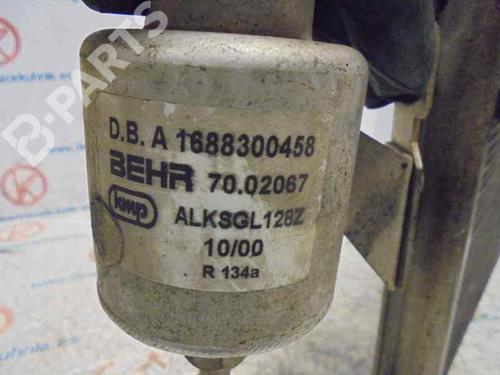 D.B. A 1688300458
BEHR 70.02067
kmp ALKSGL128Z
10/00
R 134a
B-PARTS